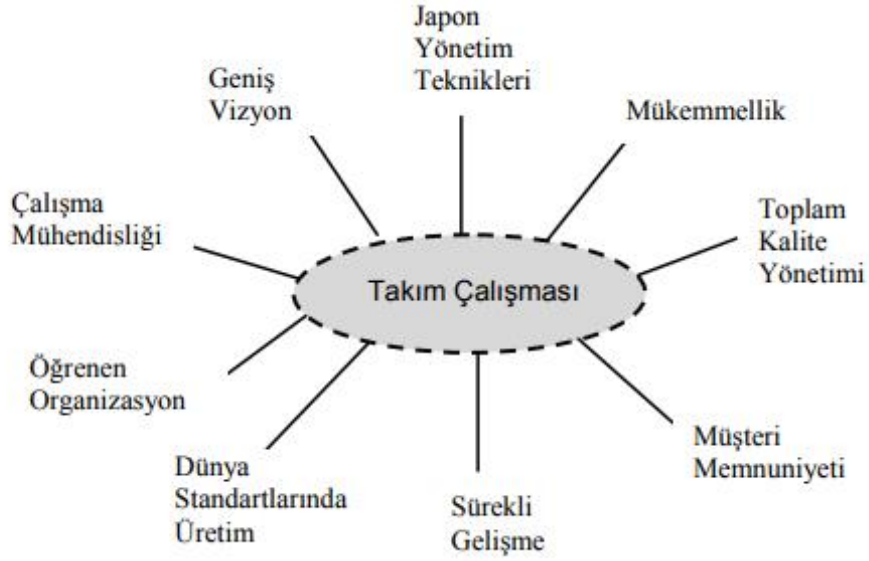 Japon
Yönetim
Teknikleri
Geniş
Vizyon
Mükemmellik
Çalışma
Mühendisliği
Toplam
Kalite
Yönetimi
Takım Çalışması
Öğrenen
Organizasyon
Müşteri
Memnuniyeti
Dünya
Standartlarında
Üretim
Sürekli
Gelişme